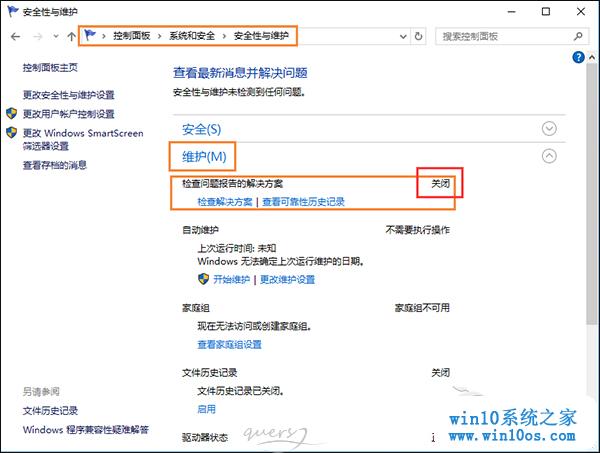 安全性与维护
控制面板 > 系统和安全 > 安全性与维护
搜索控制面板
控制面板主页
更改安全性与维护设置
更改用户帐户控制设置
更改 Windows SmartScreen
筛选器设置
查看存档的消息
查看最新消息并解决问题
安全性与维护未检测到任何问题。
安全(S)
维护(M)
检查问题报告的解决方案 关闭
检查解决方案 | 查看可靠性历史记录
自动维护 不需要执行操作
上次运行时间: 未知
Windows 无法确定上次运行维护的日期。
开始维护 | 更改维护设置
家庭组 家庭组不可用
现在无法访问或创建家庭组。
查看家庭组设置
文件历史记录 关闭
文件历史记录已关闭。
启用
驱动器状态
另请参阅
文件历史记录
Windows 程序兼容性疑难解答
win10系统之家
www.win10os.com